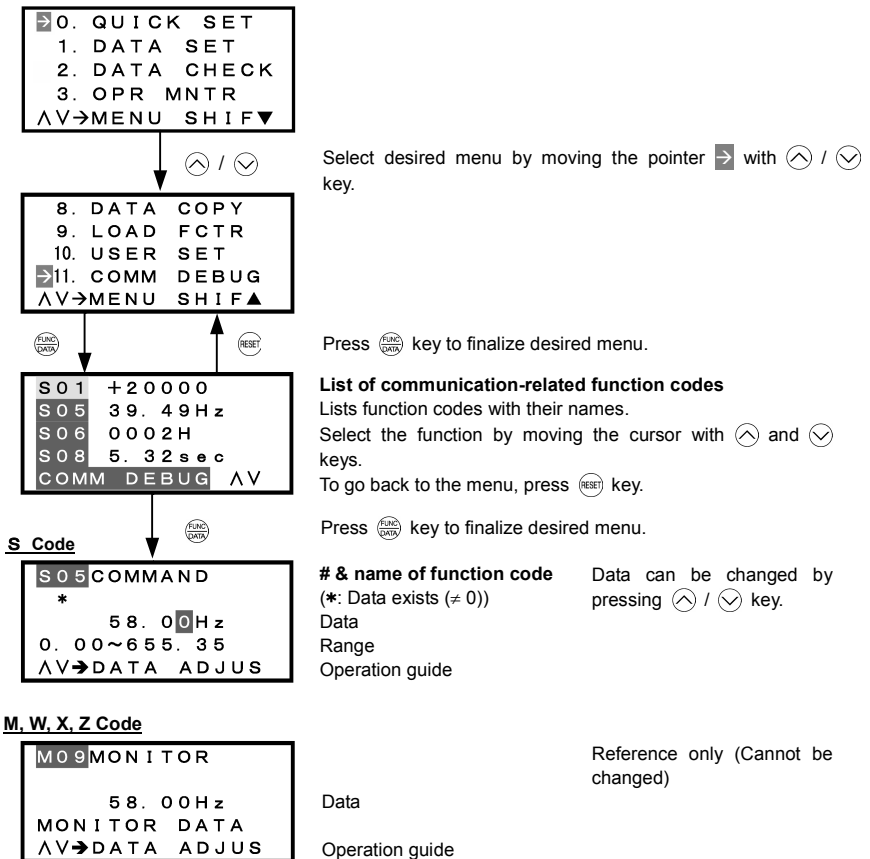 →0. QUICK SET
1. DATA SET
2. DATA CHECK
3. OPR MNTR
∧∨→MENU SHIF▼
∧ / ∨
Select desired menu by moving the pointer → with ∧ / ∨
key.
8. DATA COPY
9. LOAD FCTR
10. USER SET
→11. COMM DEBUG
∧∨→MENU SHIF▲
FUNC
DATA
RESET
Press FUNC DATA key to finalize desired menu.
S01 +20000
S05 39. 49Hz
S06 0002H
S08 5. 32sec
COMM DEBUG ∧∨
List of communication-related function codes
Lists function codes with their names.
Select the function by moving the cursor with ∧ and ∨
keys.
To go back to the menu, press RESET key.
FUNC
DATA
Press FUNC DATA key to finalize desired menu.
S Code
S05COMMAND
*
58. 00Hz
0. 00~655. 35
∧∨→DATA ADJUS
# & name of function code
(*: Data exists (≠ 0))
Data
Range
Operation guide
Data can be changed by
pressing ∧ / ∨ key.
M, W, X, Z Code
M09MONITOR
58. 00Hz
MONITOR DATA
∧∨→DATA ADJUS
Data
Operation guide
Reference only (Cannot be
changed)